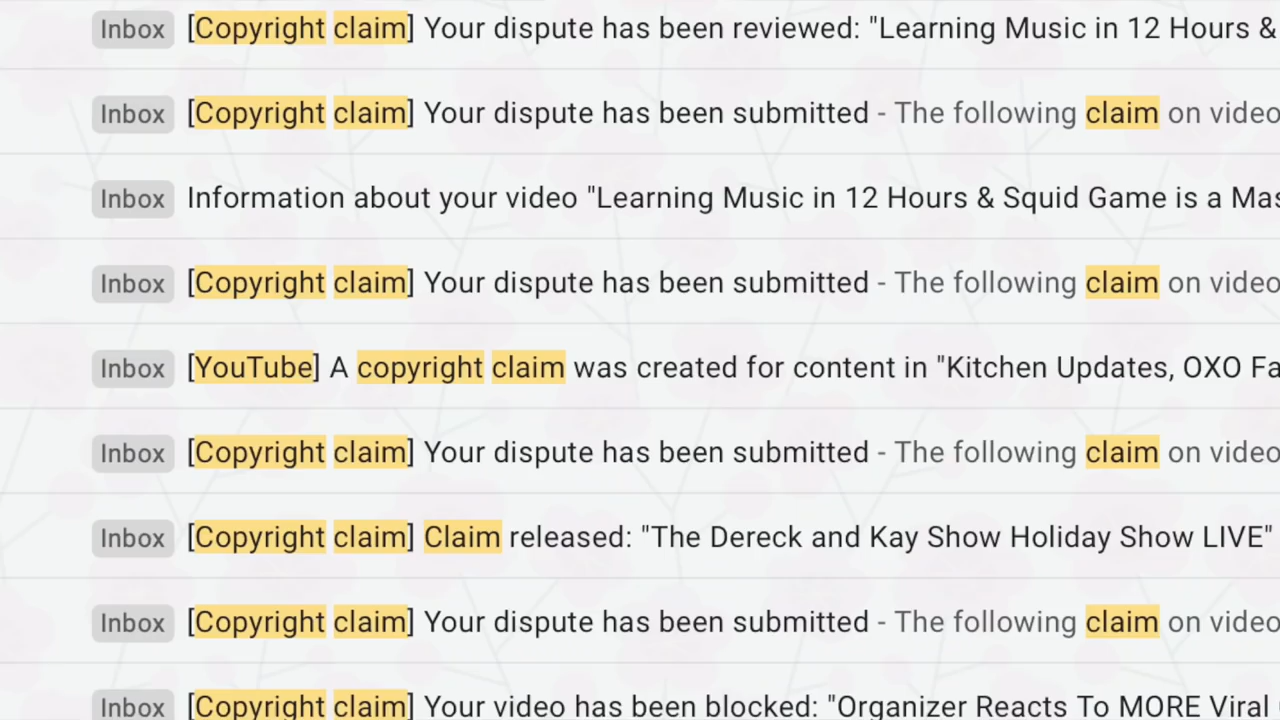 Inbox [Copyright claim] Your dispute has been reviewed: "Learning Music in 12 Hours &
Inbox [Copyright claim] Your dispute has been submitted - The following claim on video
Inbox Information about your video "Learning Music in 12 Hours & Squid Game is a Mas
Inbox [Copyright claim] Your dispute has been submitted - The following claim on video
Inbox [YouTube] A copyright claim was created for content in "Kitchen Updates, OXO Fa
Inbox [Copyright claim] Your dispute has been submitted - The following claim on video
Inbox [Copyright claim] Claim released: "The Dereck and Kay Show Holiday Show LIVE"
Inbox [Copyright claim] Your dispute has been submitted - The following claim on video
Inbox [Copyright claim] Your video has been blocked: "Organizer Reacts To MORE Viral